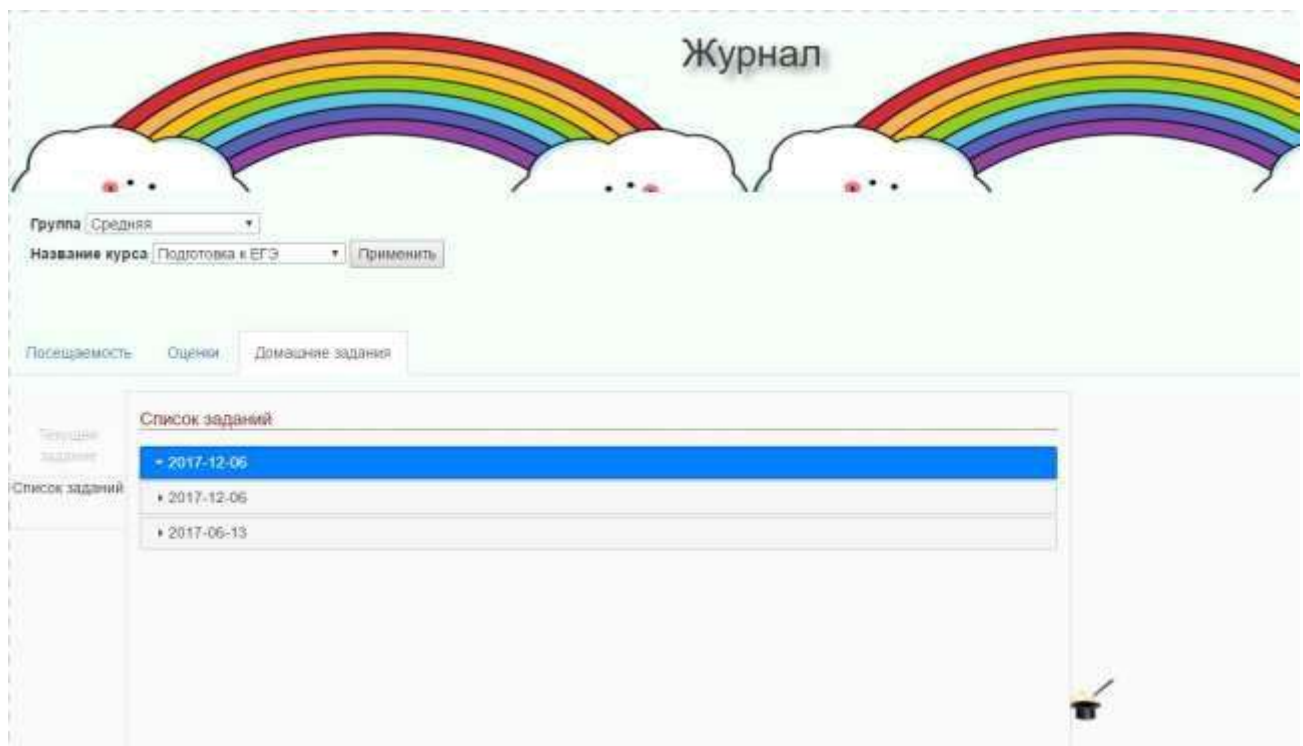 Журнал
Группа Средняя
Название курса Подготовка к ЕГЭ Применить
Посещаемость Оценки Домашние задания
Текущее
задание
Список заданий
Список заданий
2017-12-06
2017-12-06
2017-06-13